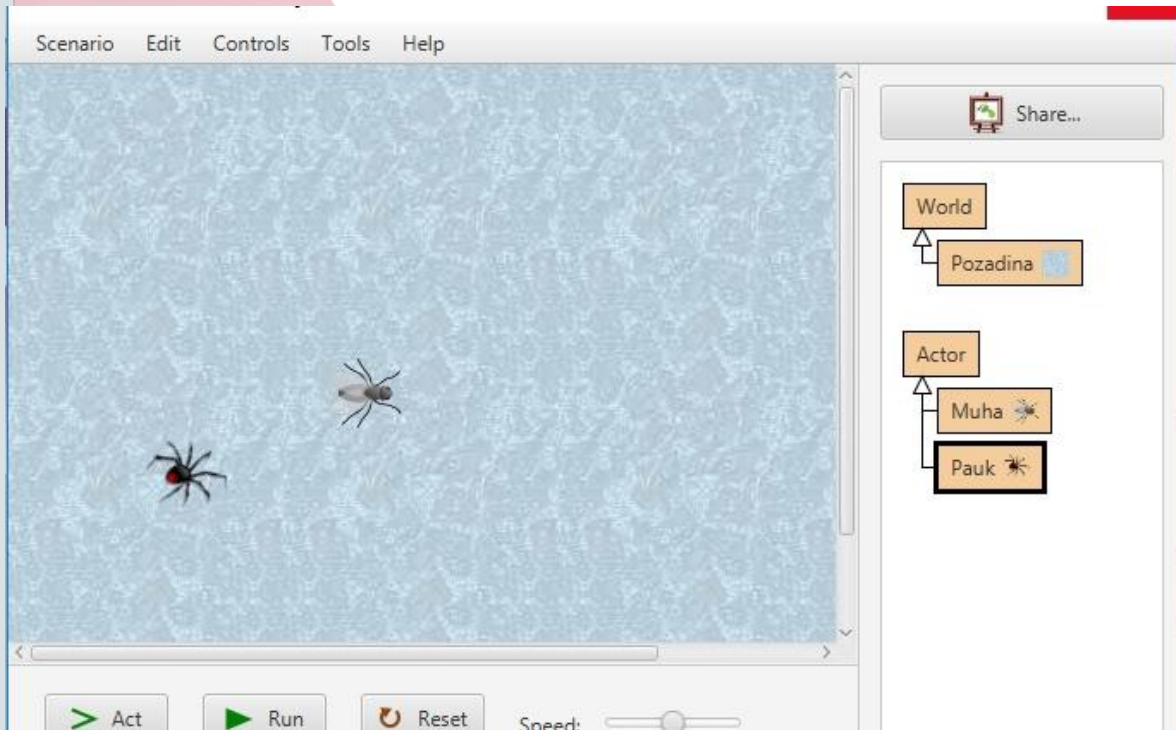 Scenario Edit Controls Tools Help
Share...
World
Pozadina
Actor
Muha
Pauk
Act Run Reset Speed: